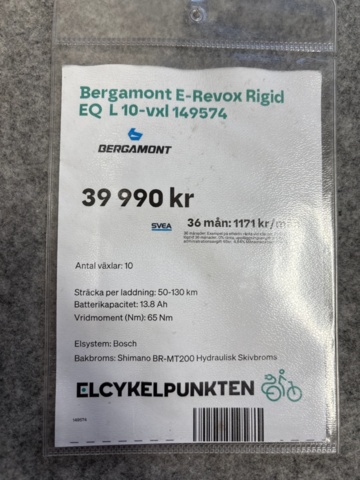 Bergamont E-Revox Rigid
EQ L 10-vxl 149574
BERGAMONT
39 990 kr
SVEA
36 mån: 1171 kr/m
Antal växlar: 10
Sträcka per laddning: 50-130 km
Batterikapacitet: 13.8 Ah
Vridmoment (Nm): 65 Nm
Elsystem: Bosch
Bakbroms: Shimano BR-MT200 Hydraulisk Skivbroms
ELCYKELPUNKTEN
149574